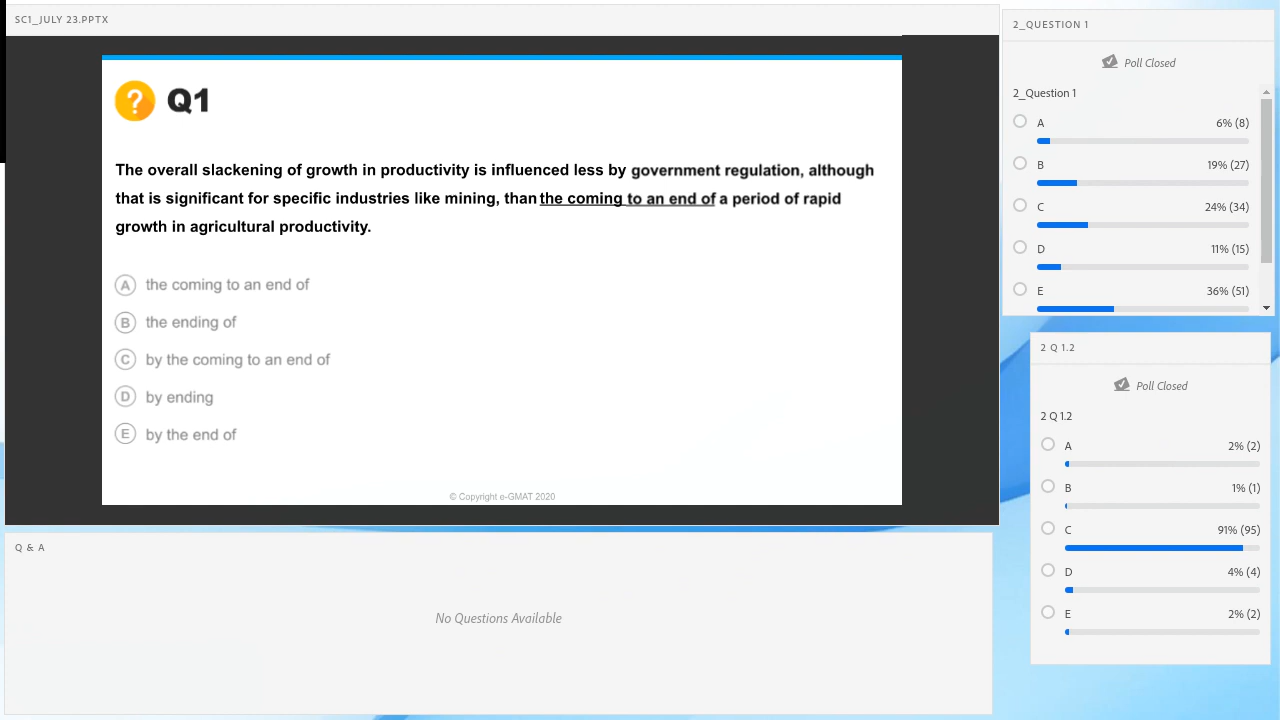 SC1_JULY 23.PPTX
?
Q1
The overall slackening of growth in productivity is influenced less by government regulation, although
that is significant for specific industries like mining, than the coming to an end of a period of rapid
growth in agricultural productivity.
A the coming to an end of
B the ending of
C by the coming to an end of
D by ending
E by the end of
© Copyright e-GMAT 2020
Q & A
No Questions Available
2_QUESTION 1
Poll Closed
2_Question 1
A 6% (8)
B 19% (27)
C 24% (34)
D 11% (15)
E 36% (51)
2 Q 1.2
Poll Closed
2 Q 1.2
A 2% (2)
B 1% (1)
C 91% (95)
D 4% (4)
E 2% (2)